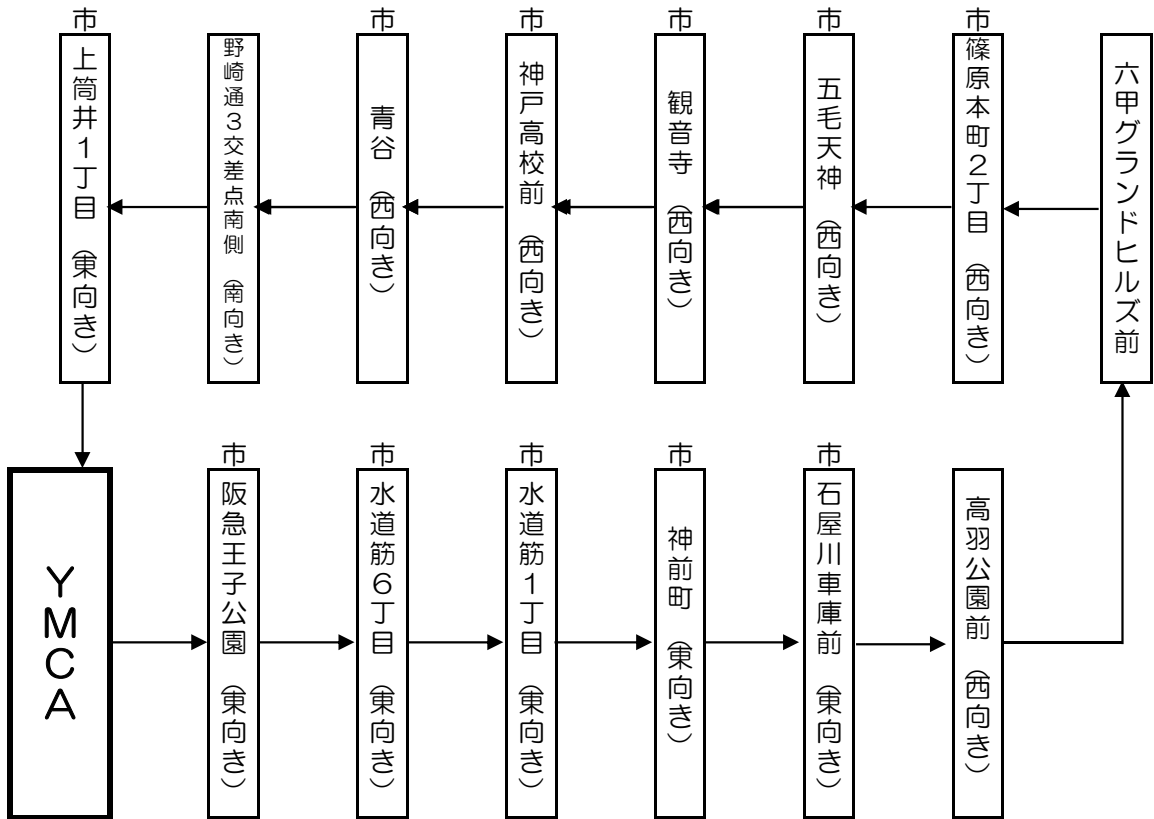 市
上筒井1丁目 (東向き)
野崎通3交差点南側 (南向き)
市
青谷 (西向き)
市
神戸高校前 (西向き)
市
観音寺 (西向き)
市
五毛天神 (西向き)
市
篠原本町2丁目 (西向き)
六甲グランドヒルズ前
YMCA
市
阪急王子公園 (東向き)
市
水道筋6丁目 (東向き)
市
水道筋1丁目 (東向き)
市
神前町 (東向き)
市
石屋川車庫前 (東向き)
高羽公園前 (西向き)